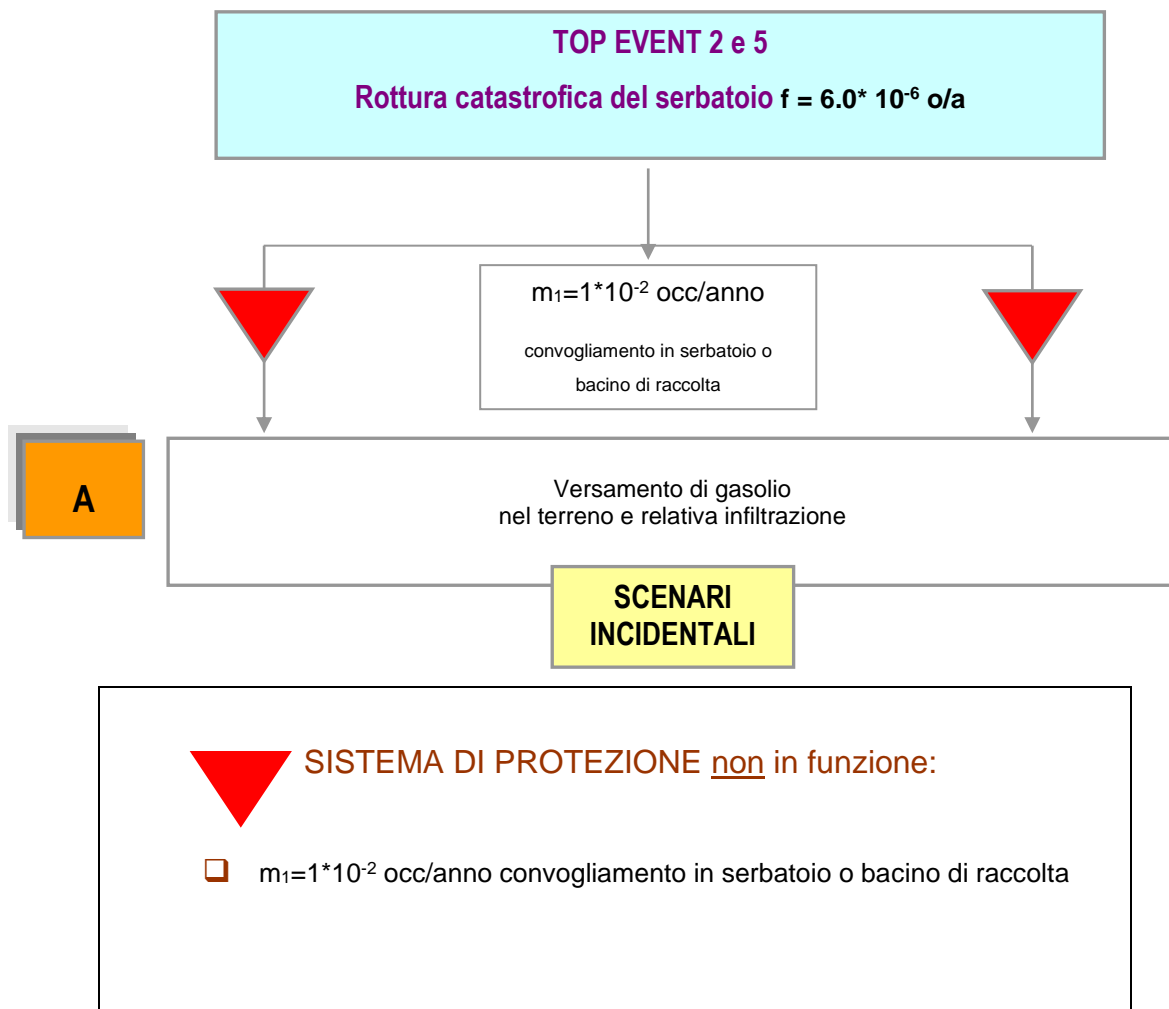 TOP EVENT 2 e 5
Rottura catastrofica del serbatoio f = 6.0* 10⁻⁶ o/a
m₁=1*10⁻² occ/anno
convogliamento in serbatoio o
bacino di raccolta
A
Versamento di gasolio
nel terreno e relativa infiltrazione
SCENARI
INCIDENTALI
SISTEMA DI PROTEZIONE non in funzione:
❑ m₁=1*10⁻² occ/anno convogliamento in serbatoio o bacino di raccolta